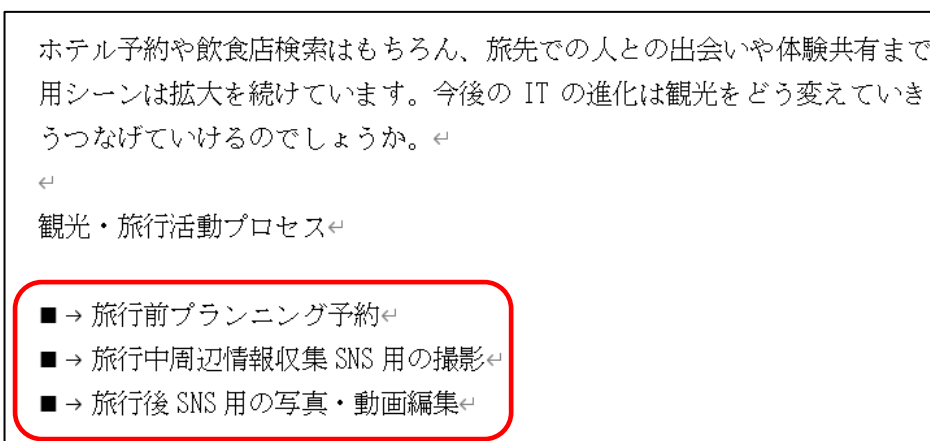 ホテル予約や飲食店検索はもちろん、旅先での人との出会いや体験共有まで
用シーンは拡大を続けています。今後の IT の進化は観光をどう変えていき
うつなげていけるのでしょうか。↵
↵
観光・旅行活動プロセス↵
■→旅行前プランニング予約↵
■→旅行中周辺情報収集 SNS 用の撮影↵
■→旅行後 SNS 用の写真・動画編集↵